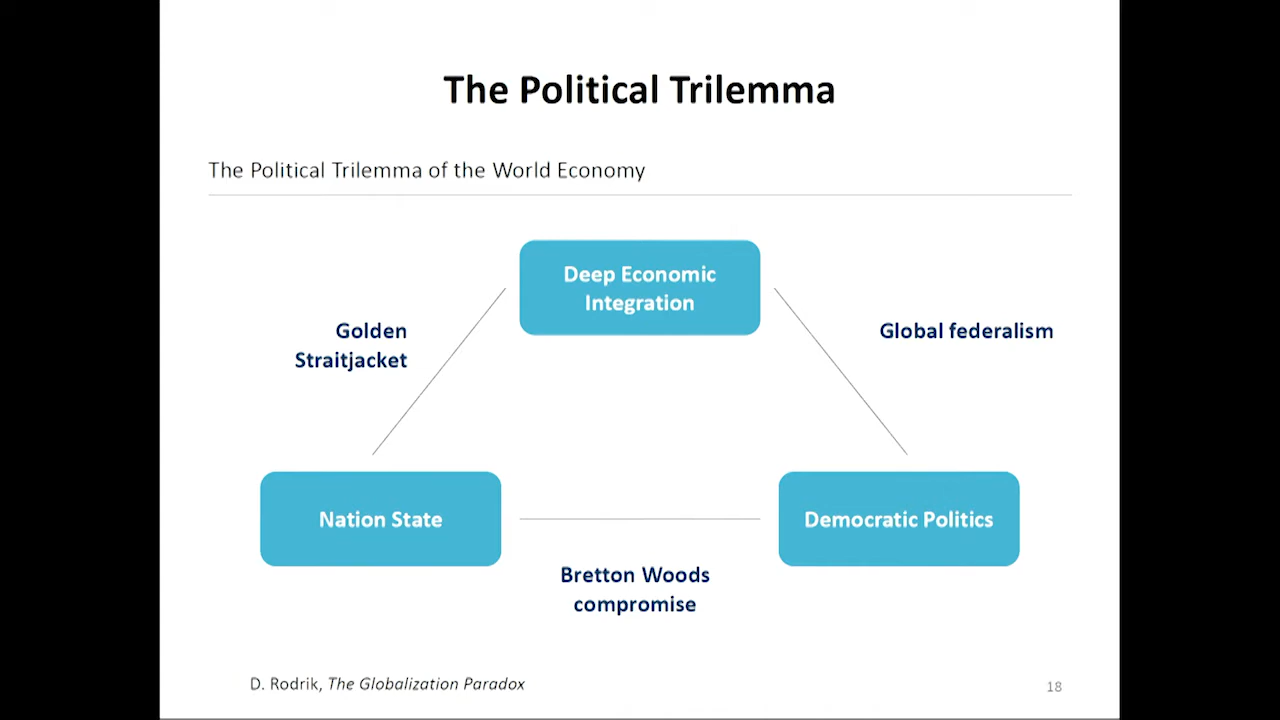 The Political Trilemma
The Political Trilemma of the World Economy
Deep Economic
Integration
Golden
Straitjacket
Global federalism
Nation State
Democratic Politics
Bretton Woods
compromise
D. Rodrik, The Globalization Paradox
18